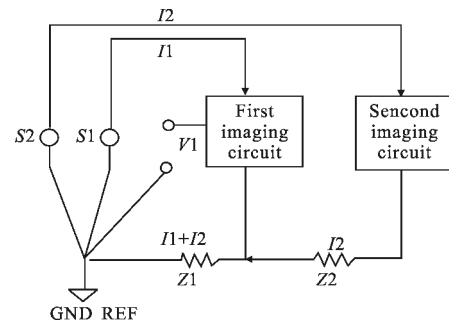 I2
I1
S2
S1
V1
First
imaging
circuit
Sencond
imaging
circuit
I1+I2
Z1
I2
Z2
GND REF